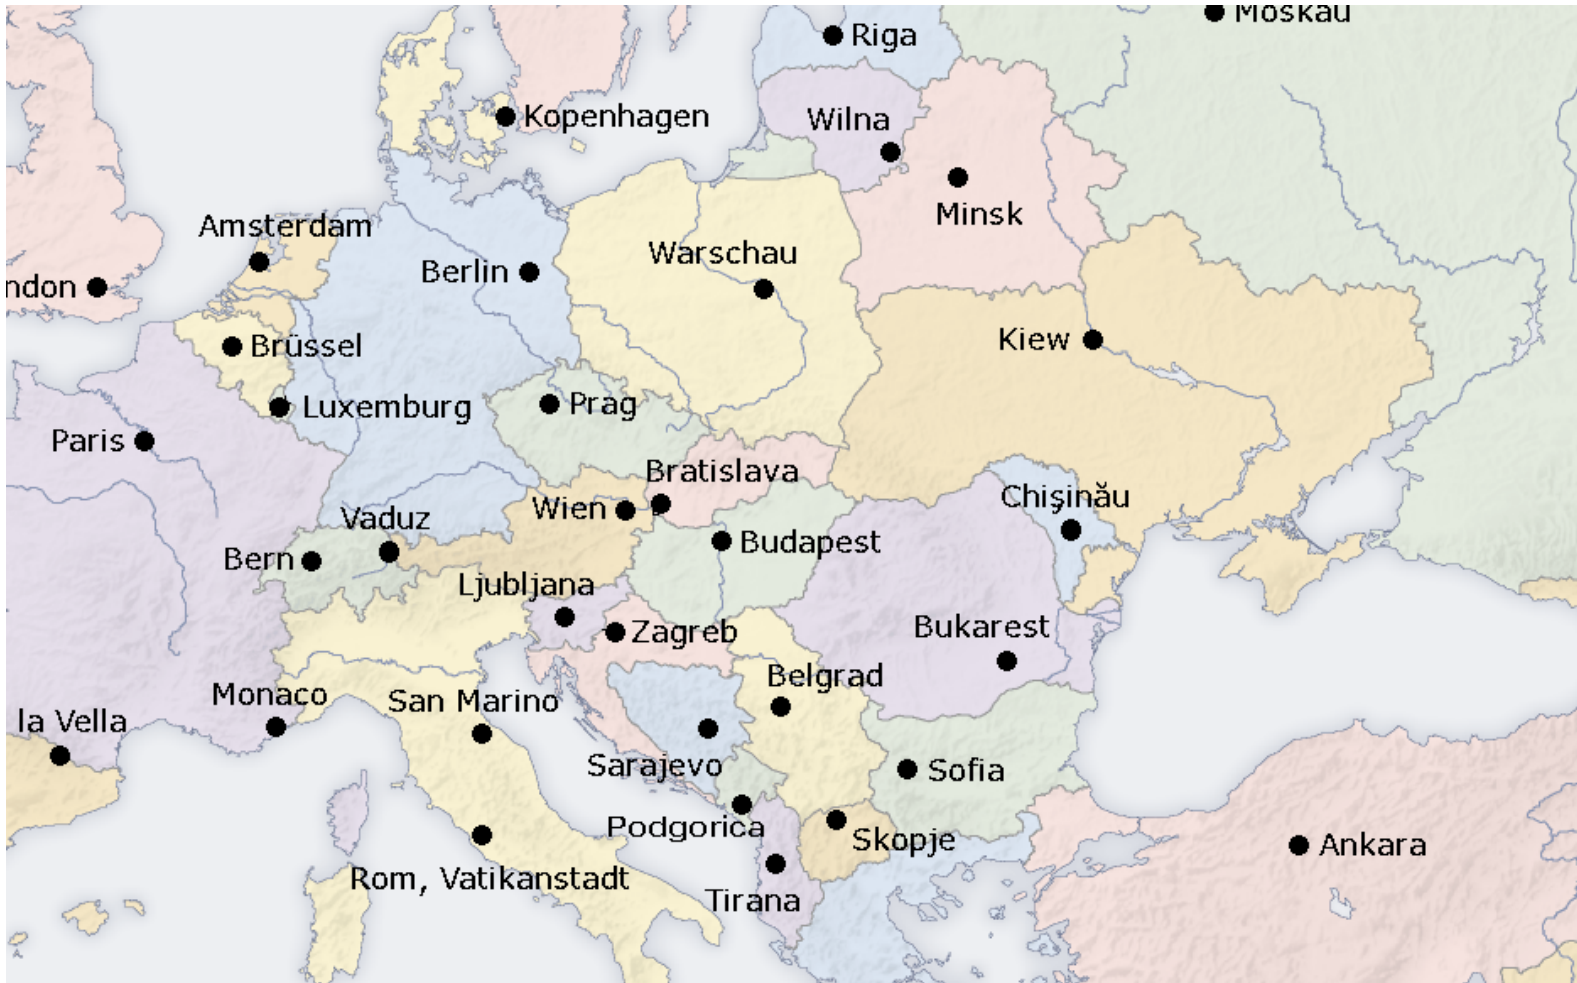 Moskau
Riga
Kopenhagen
Wilna
Minsk
Amsterdam
Warschau
Berlin
ndon
Kiew
Brüssel
Luxemburg
Prag
Paris
Bratislava
Chişinău
Wien
Vaduz
Budapest
Bern
Ljubljana
Zagreb
Bukarest
Belgrad
Monaco
San Marino
la Vella
Sarajevo
Sofia
Podgorica
Skopje
Ankara
Rom, Vatikanstadt
Tirana